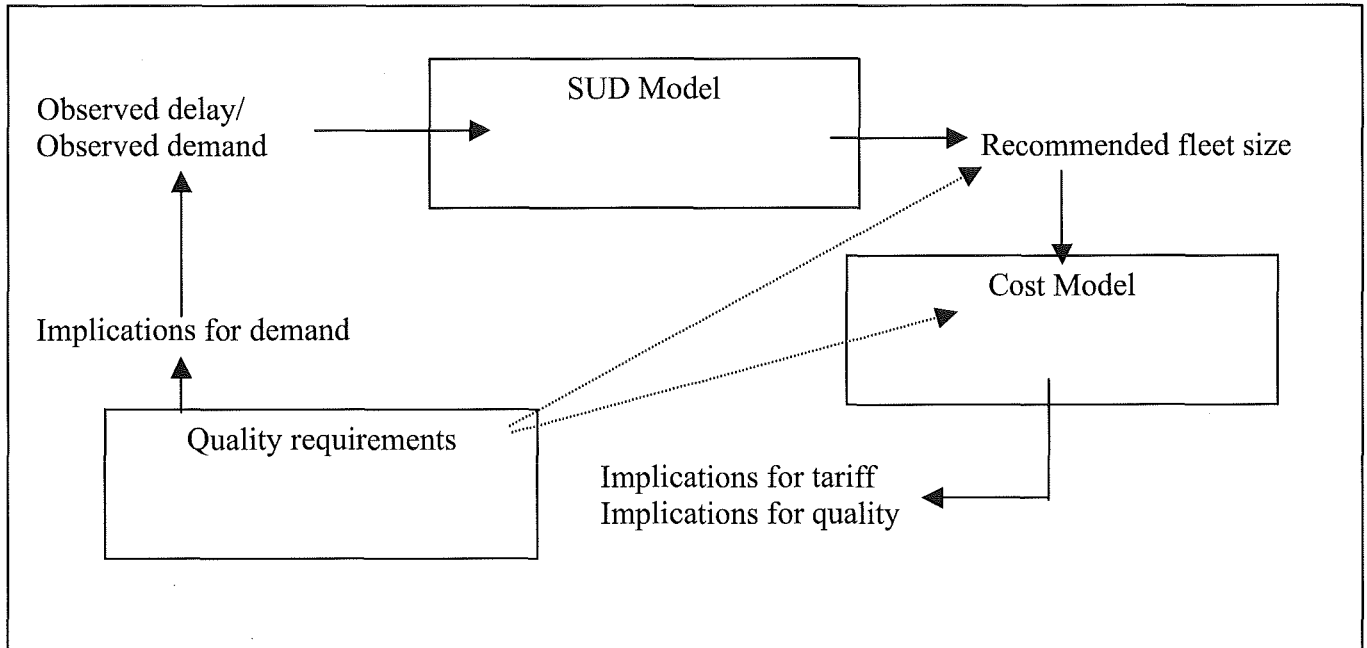 SUD Model
Observed delay/
Observed demand
Recommended fleet size
Cost Model
Implications for demand
Quality requirements
Implications for tariff
Implications for quality